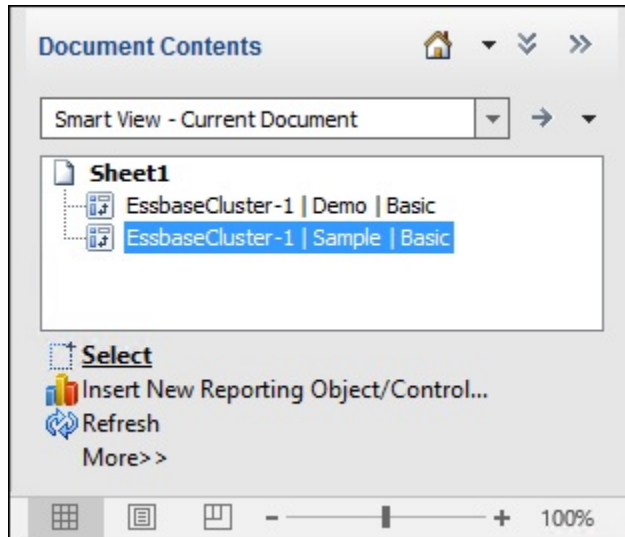 Document Contents
Smart View - Current Document
Sheet1
EssbaseCluster-1 | Demo | Basic
EssbaseCluster-1 | Sample | Basic
Select
Insert New Reporting Object/Control...
Refresh
More>>
100%